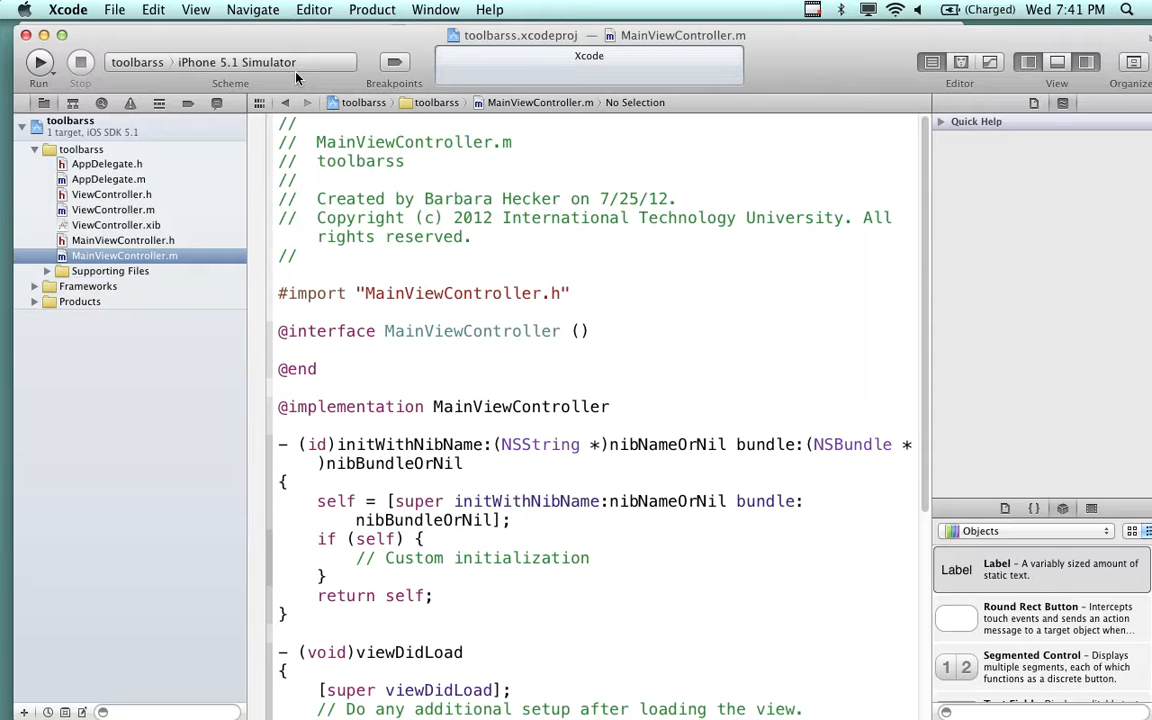 Xcode File Edit View Navigate Editor Product Window Help (Charged) Wed 7:41 PM
toolbarss.xcodeproj — MainViewController.m
toolbarss 〉 iPhone 5.1 Simulator
Xcode
Run Stop Scheme Breakpoints Editor View Organize
toolbarss 〉 toolbarss 〉 MainViewController.m 〉 No Selection
toolbarss
1 target, iOS SDK 5.1
toolbarss
AppDelegate.h
AppDelegate.m
ViewController.h
ViewController.m
ViewController.xib
MainViewController.h
MainViewController.m
Supporting Files
Frameworks
Products
//
// MainViewController.m
// toolbarss
//
// Created by Barbara Hecker on 7/25/12.
// Copyright (c) 2012 International Technology University. All
rights reserved.
//
#import "MainViewController.h"
@interface MainViewController ()
@end
@implementation MainViewController
- (id)initWithNibName:(NSString *)nibNameOrNil bundle:(NSBundle *
)nibBundleOrNil
{
self = [super initWithNibName:nibNameOrNil bundle:
nibBundleOrNil];
if (self) {
// Custom initialization
}
return self;
}
- (void)viewDidLoad
{
[super viewDidLoad];
// Do any additional setup after loading the view.
Quick Help
{}
Objects
Label
Label – A variably sized amount of
static text.
Round Rect Button – Intercepts
touch events and sends an action
message to a target object when...
1 2
Segmented Control – Displays
multiple segments, each of which
functions as a discrete button.